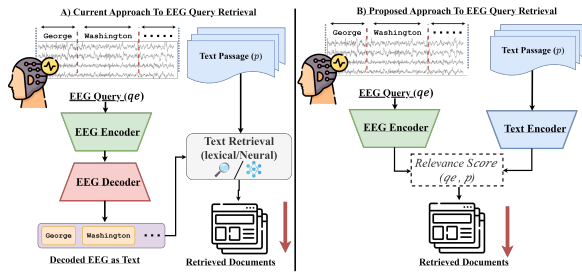 A) Current Approach To EEG Query Retrieval
George Washington • • • • •
Text Passage (p)
EEG Query (qe)
EEG Encoder
EEG Decoder
Text Retrieval
(lexical/Neural)
George Washington • • •
Decoded EEG as Text
Retrieved Documents
B) Proposed Approach To EEG Query Retrieval
George Washington • • • • •
Text Passage (p)
EEG Query (qe)
EEG Encoder
Text Encoder
Relevance Score
(qe, p)
Retrieved Documents